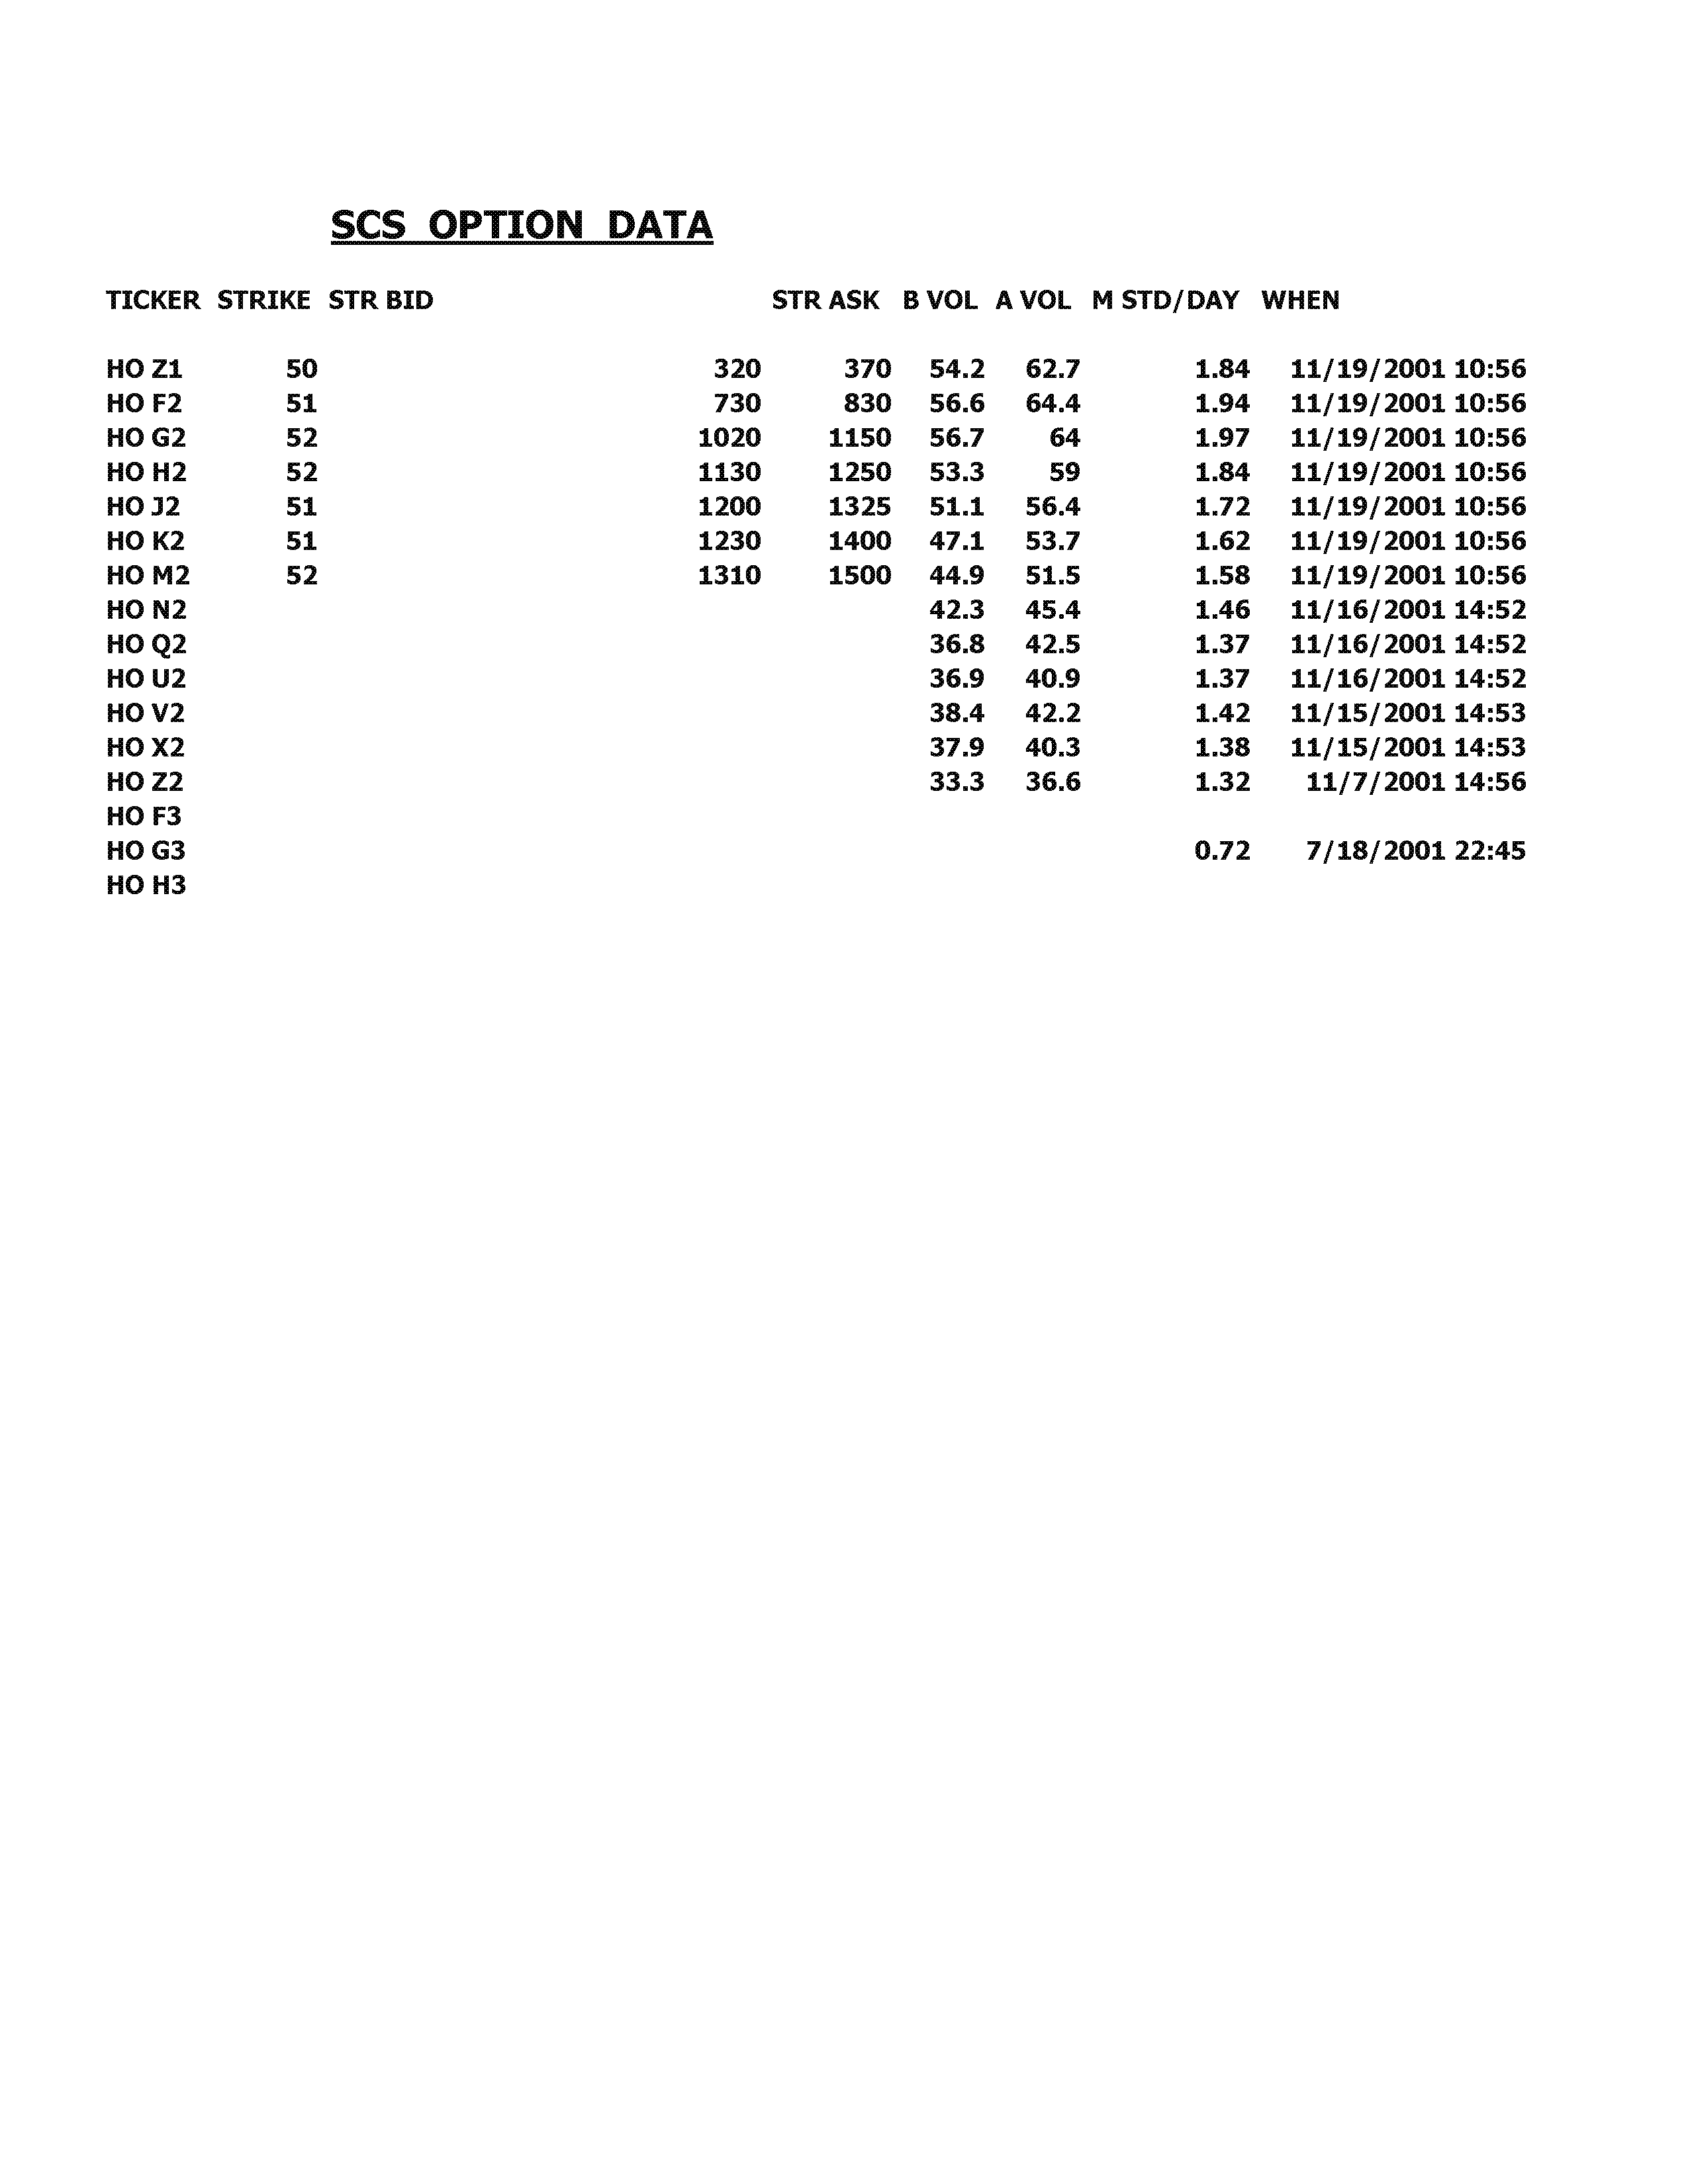 SCS OPTION DATA
TICKER STRIKE STR BID STR ASK B VOL A VOL M STD/DAY WHEN
HO Z1 50 320 370 54.2 62.7 1.84 11/19/2001 10:56
HO F2 51 730 830 56.6 64.4 1.94 11/19/2001 10:56
HO G2 52 1020 1150 56.7 64 1.97 11/19/2001 10:56
HO H2 52 1130 1250 53.3 59 1.84 11/19/2001 10:56
HO J2 51 1200 1325 51.1 56.4 1.72 11/19/2001 10:56
HO K2 51 1230 1400 47.1 53.7 1.62 11/19/2001 10:56
HO M2 52 1310 1500 44.9 51.5 1.58 11/19/2001 10:56
HO N2 42.3 45.4 1.46 11/16/2001 14:52
HO Q2 36.8 42.5 1.37 11/16/2001 14:52
HO U2 36.9 40.9 1.37 11/16/2001 14:52
HO V2 38.4 42.2 1.42 11/15/2001 14:53
HO X2 37.9 40.3 1.38 11/15/2001 14:53
HO Z2 33.3 36.6 1.32 11/7/2001 14:56
HO F3
HO G3 0.72 7/18/2001 22:45
HO H3